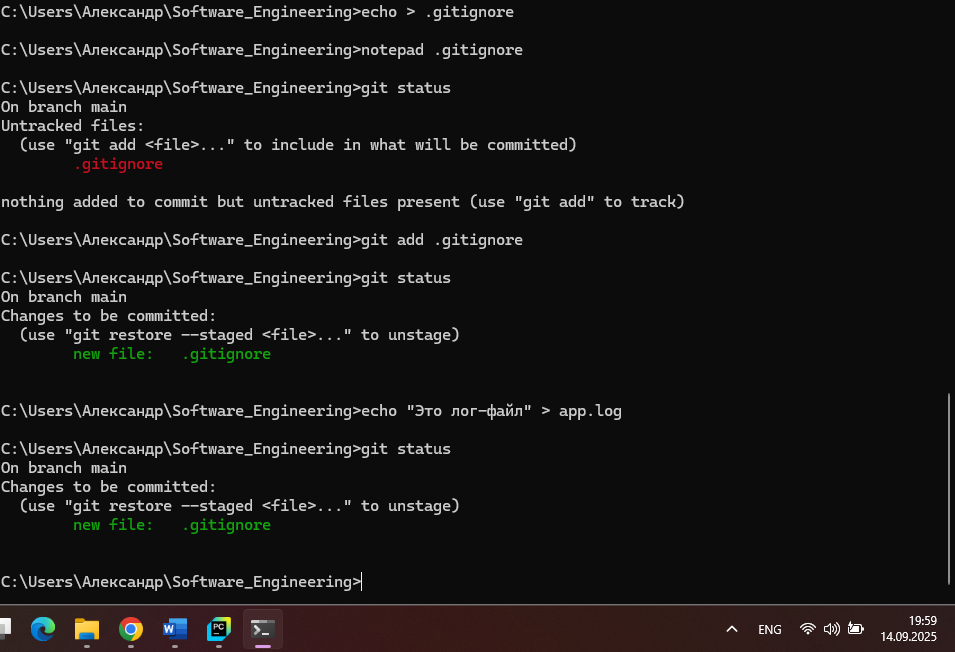 C:\Users\Александр\Software_Engineering>echo > .gitignore
C:\Users\Александр\Software_Engineering>notepad .gitignore
C:\Users\Александр\Software_Engineering>git status
On branch main
Untracked files:
  (use "git add <file>..." to include in what will be committed)
        .gitignore
nothing added to commit but untracked files present (use "git add" to track)
C:\Users\Александр\Software_Engineering>git add .gitignore
C:\Users\Александр\Software_Engineering>git status
On branch main
Changes to be committed:
  (use "git restore --staged <file>..." to unstage)
        new file:   .gitignore
C:\Users\Александр\Software_Engineering>echo "Это лог-файл" > app.log
C:\Users\Александр\Software_Engineering>git status
On branch main
Changes to be committed:
  (use "git restore --staged <file>..." to unstage)
        new file:   .gitignore
C:\Users\Александр\Software_Engineering>
W
PC
ENG
19:59
14.09.2025